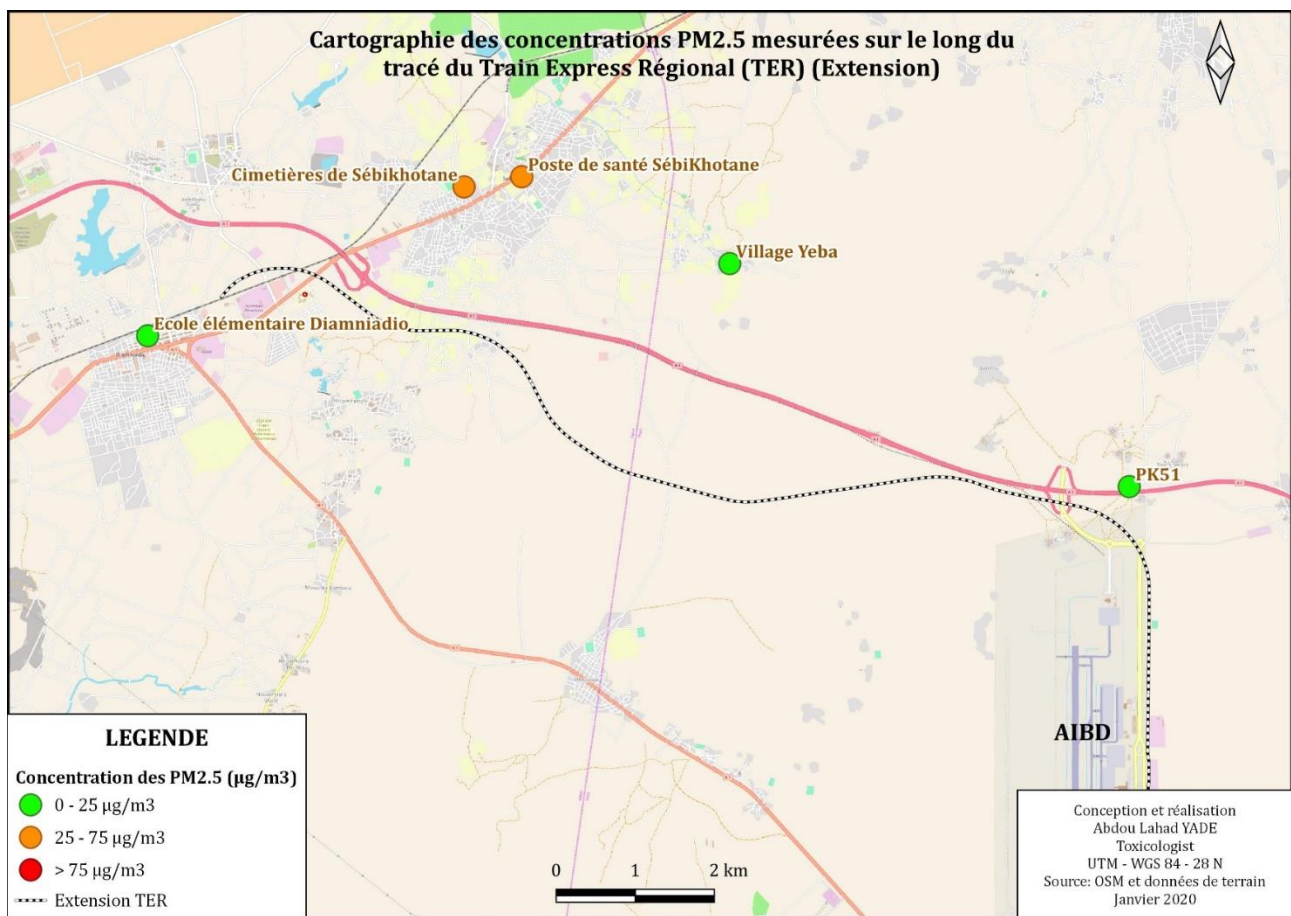 Cartographie des concentrations PM2.5 mesurées sur le long du
tracé du Train Express Régional (TER) (Extension)
Cimetières de Sébikhotane
Poste de santé SébiKhotane
Village Yeba
Ecole élémentaire Diamniadio
PK51
AIBD
LEGENDE
Concentration des PM2.5 (µg/m3)
0 - 25 µg/m3
25 - 75 µg/m3
> 75 µg/m3
Extension TER
0 1 2 km
Conception et réalisation
Abdou Lahad YADE
Toxicologist
UTM - WGS 84 - 28 N
Source: OSM et données de terrain
Janvier 2020